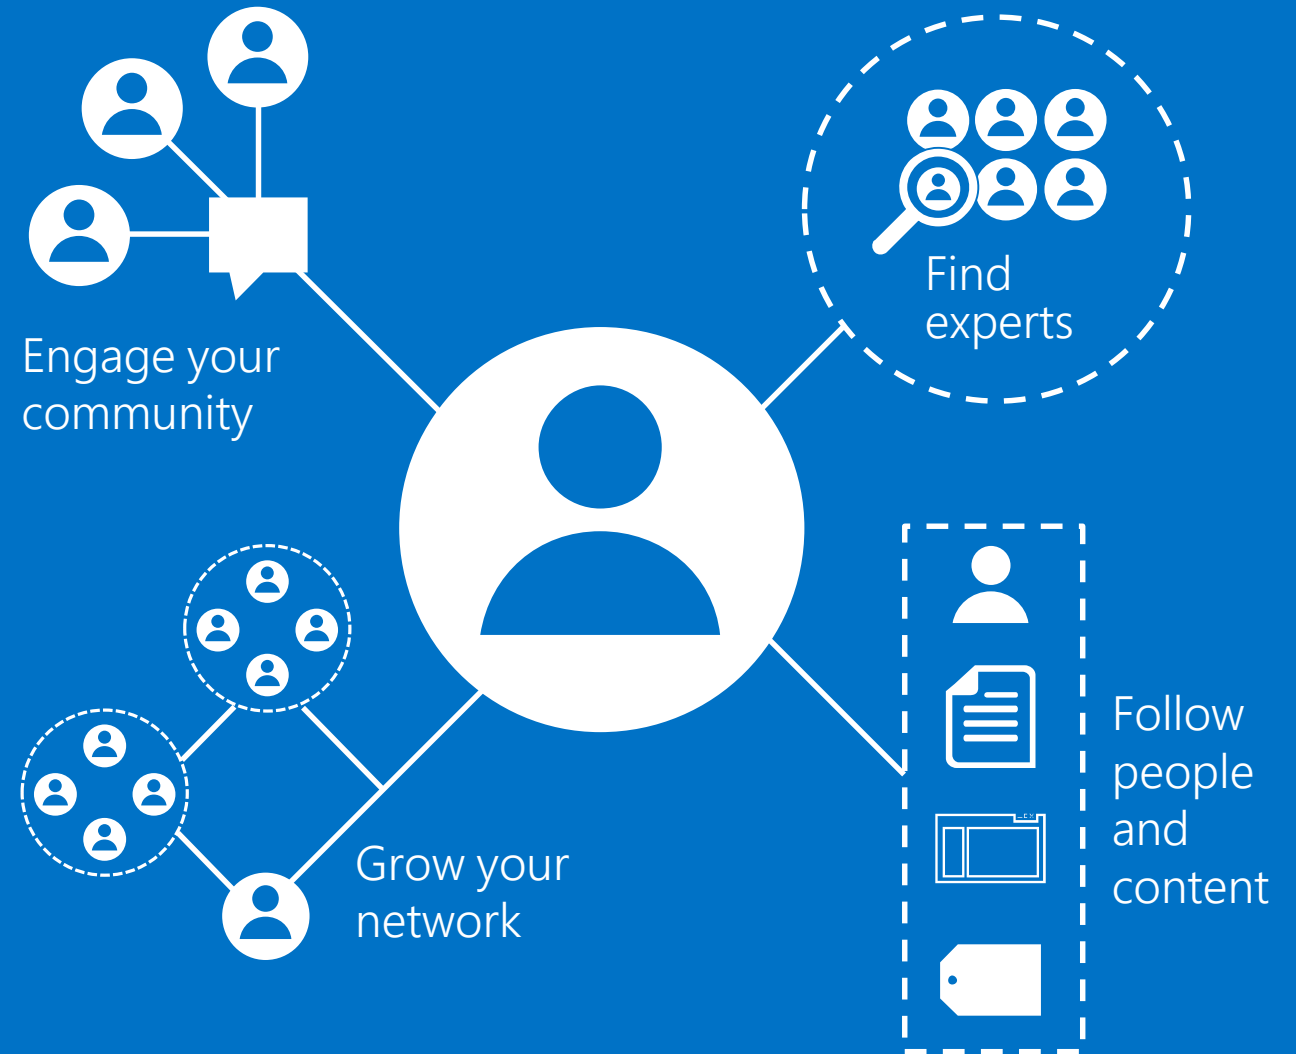 Find
experts
Engage your
community
Follow
people
and
content
Grow your
network